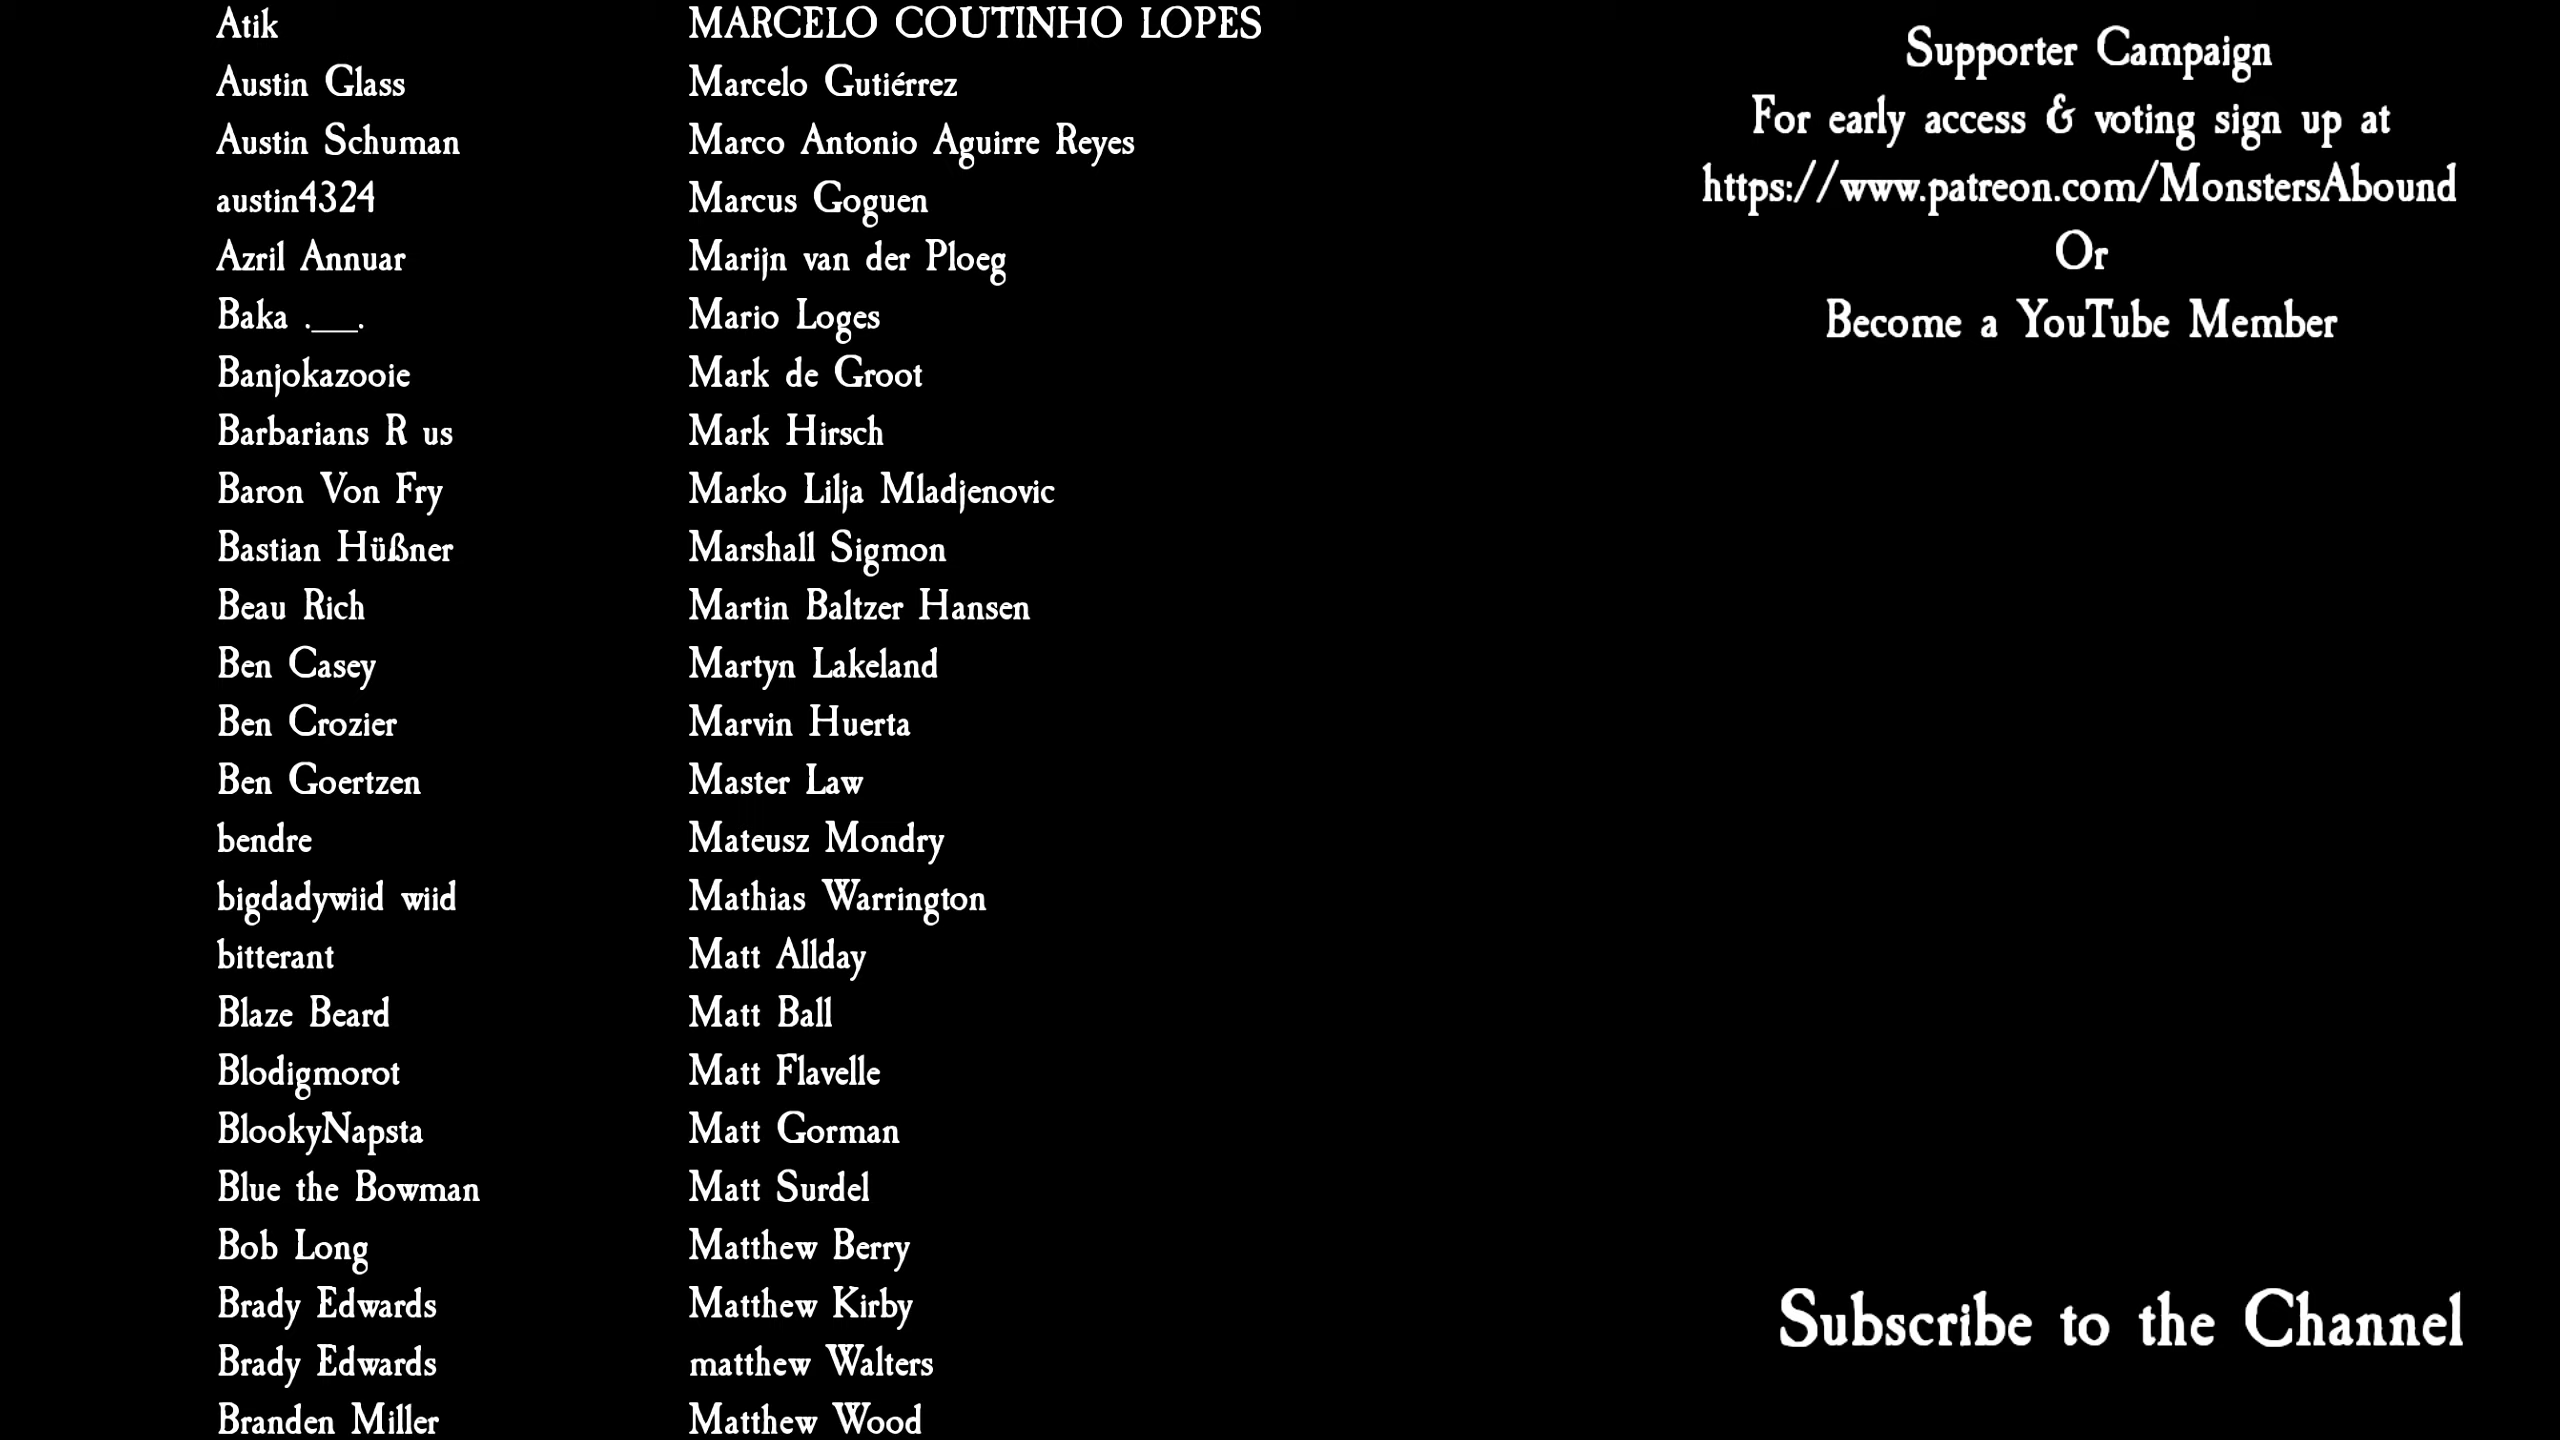 Atik
Austin Glass
Austin Schuman
austin4324
Azril Annuar
Baka .___.
Banjokazooie
Barbarians R us
Baron Von Fry
Bastian Hüßner
Beau Rich
Ben Casey
Ben Crozier
Ben Goertzen
bendre
bigdadywiid wiid
bitterant
Blaze Beard
Blodigmorot
BlookyNapsta
Blue the Bowman
Bob Long
Brady Edwards
Brady Edwards
Branden Miller
MARCELO COUTINHO LOPES
Marcelo Gutiérrez
Marco Antonio Aguirre Reyes
Marcus Goguen
Marijn van der Ploeg
Mario Loges
Mark de Groot
Mark Hirsch
Marko Lilja Mladjenovic
Marshall Sigmon
Martin Baltzer Hansen
Martyn Lakeland
Marvin Huerta
Master Law
Mateusz Mondry
Mathias Warrington
Matt Allday
Matt Ball
Matt Flavelle
Matt Gorman
Matt Surdel
Matthew Berry
Matthew Kirby
matthew Walters
Matthew Wood
Supporter Campaign
For early access & voting sign up at
https://www.patreon.com/MonstersAbound
Or
Become a YouTube Member
Subscribe to the Channel